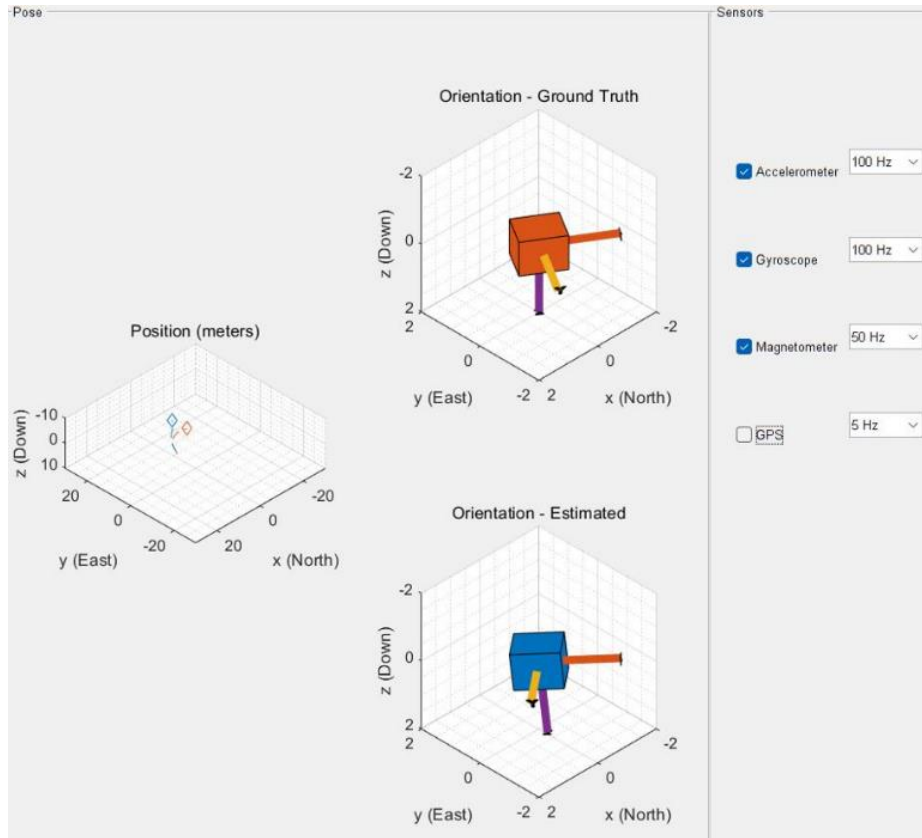 Pose
Sensors
Orientation - Ground Truth
-2
0
2
z (Down)
2
0
-2
y (East)
2
0
-2
x (North)
Position (meters)
-10
0
10
z (Down)
20
0
-20
y (East)
20
0
-20
x (North)
Orientation - Estimated
-2
0
2
z (Down)
2
0
-2
y (East)
2
0
-2
x (North)
Accelerometer 100 Hz
Gyroscope 100 Hz
Magnetometer 50 Hz
GPS 5 Hz